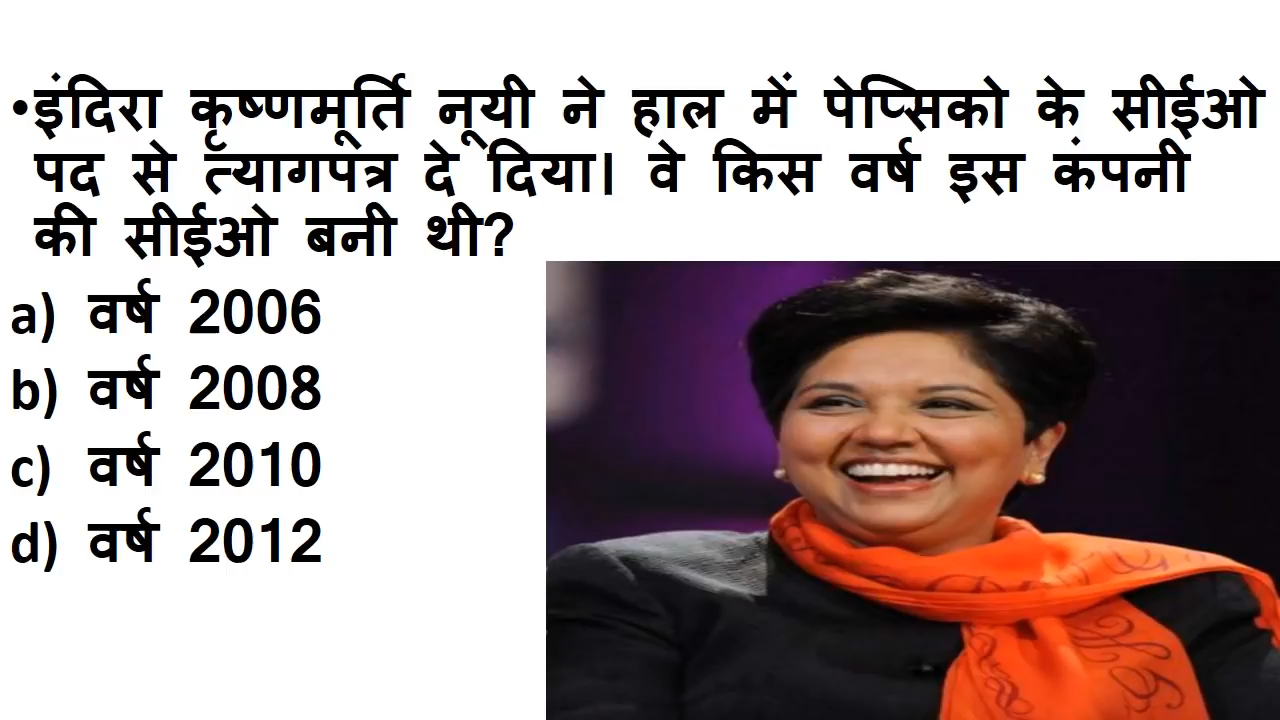 •इंदिरा कृष्णमूर्ति नूयी ने हाल में पेप्सिको के सीईओ
पद से त्यागपत्र दे दिया। वे किस वर्ष इस कंपनी
की सीईओ बनी थी?
a) वर्ष 2006
b) वर्ष 2008
c) वर्ष 2010
d) वर्ष 2012